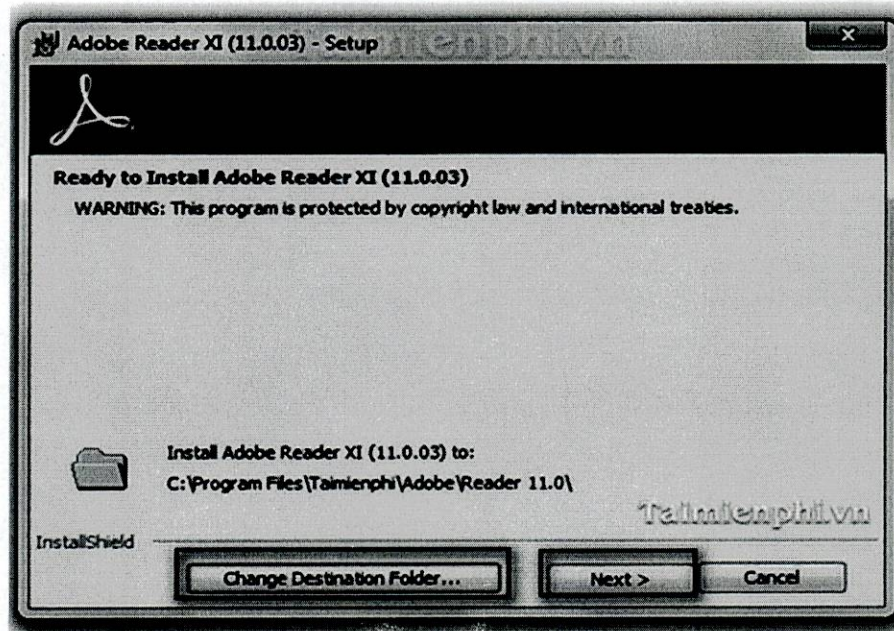 Adobe Reader XI (11.0.03) - Setup
Taimienphi.vn
Ready to Install Adobe Reader XI (11.0.03)
WARNING: This program is protected by copyright law and international treaties.
Install Adobe Reader XI (11.0.03) to:
C:\Program Files\Taimienphi\Adobe\Reader 11.0\
Taimienphi.vn
InstallShield
Change Destination Folder...
Next >
Cancel